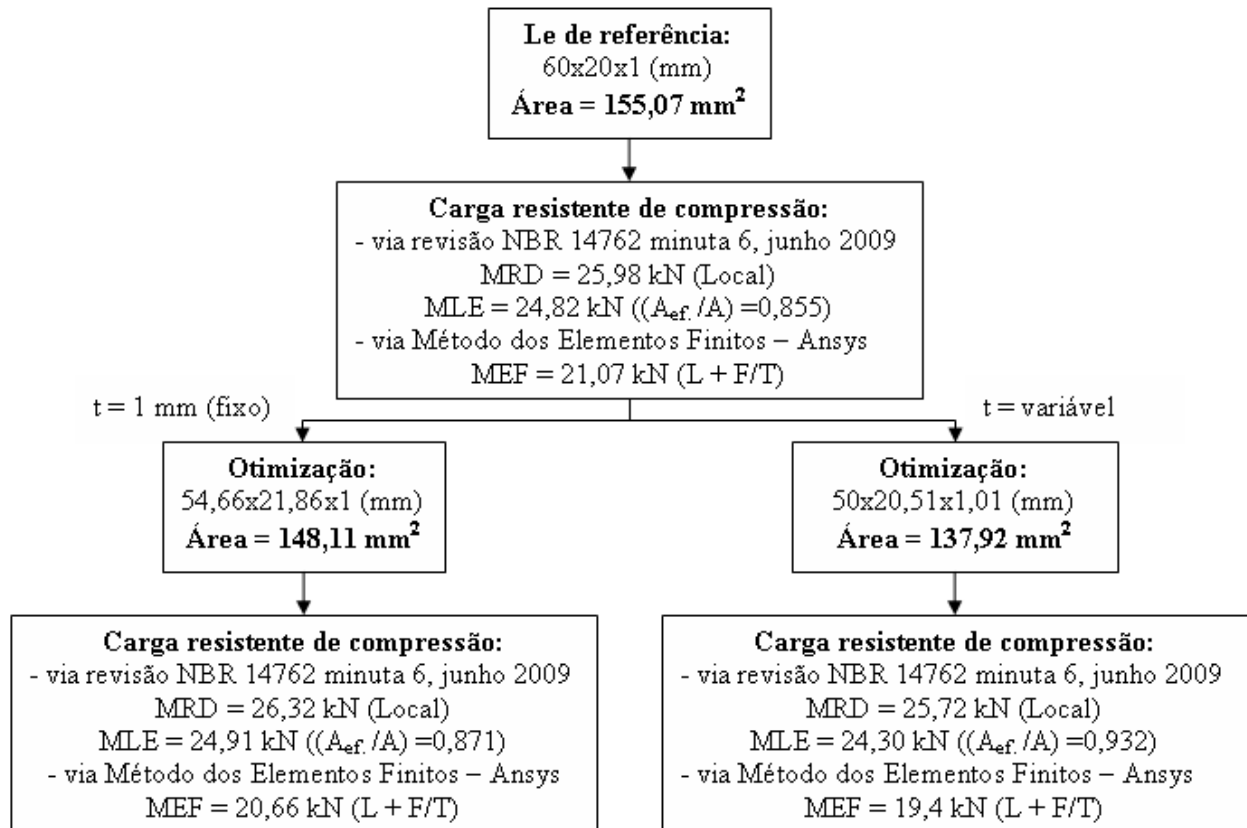 Le de referência:
60x20x1 (mm)
Área = 155,07 mm²
Carga resistente de compressão:
- via revisão NBR 14762 minuta 6, junho 2009
MRD = 25,98 kN (Local)
MLE = 24,82 kN ((Aef./A) =0,855)
- via Método dos Elementos Finitos – Ansys
MEF = 21,07 kN (L + F/T)
t = 1 mm (fixo)
t = variável
Otimização:
54,66x21,86x1 (mm)
Área = 148,11 mm²
Otimização:
50x20,51x1,01 (mm)
Área = 137,92 mm²
Carga resistente de compressão:
- via revisão NBR 14762 minuta 6, junho 2009
MRD = 26,32 kN (Local)
MLE = 24,91 kN ((Aef./A) =0,871)
- via Método dos Elementos Finitos – Ansys
MEF = 20,66 kN (L + F/T)
Carga resistente de compressão:
- via revisão NBR 14762 minuta 6, junho 2009
MRD = 25,72 kN (Local)
MLE = 24,30 kN ((Aef./A) =0,932)
- via Método dos Elementos Finitos – Ansys
MEF = 19,4 kN (L + F/T)